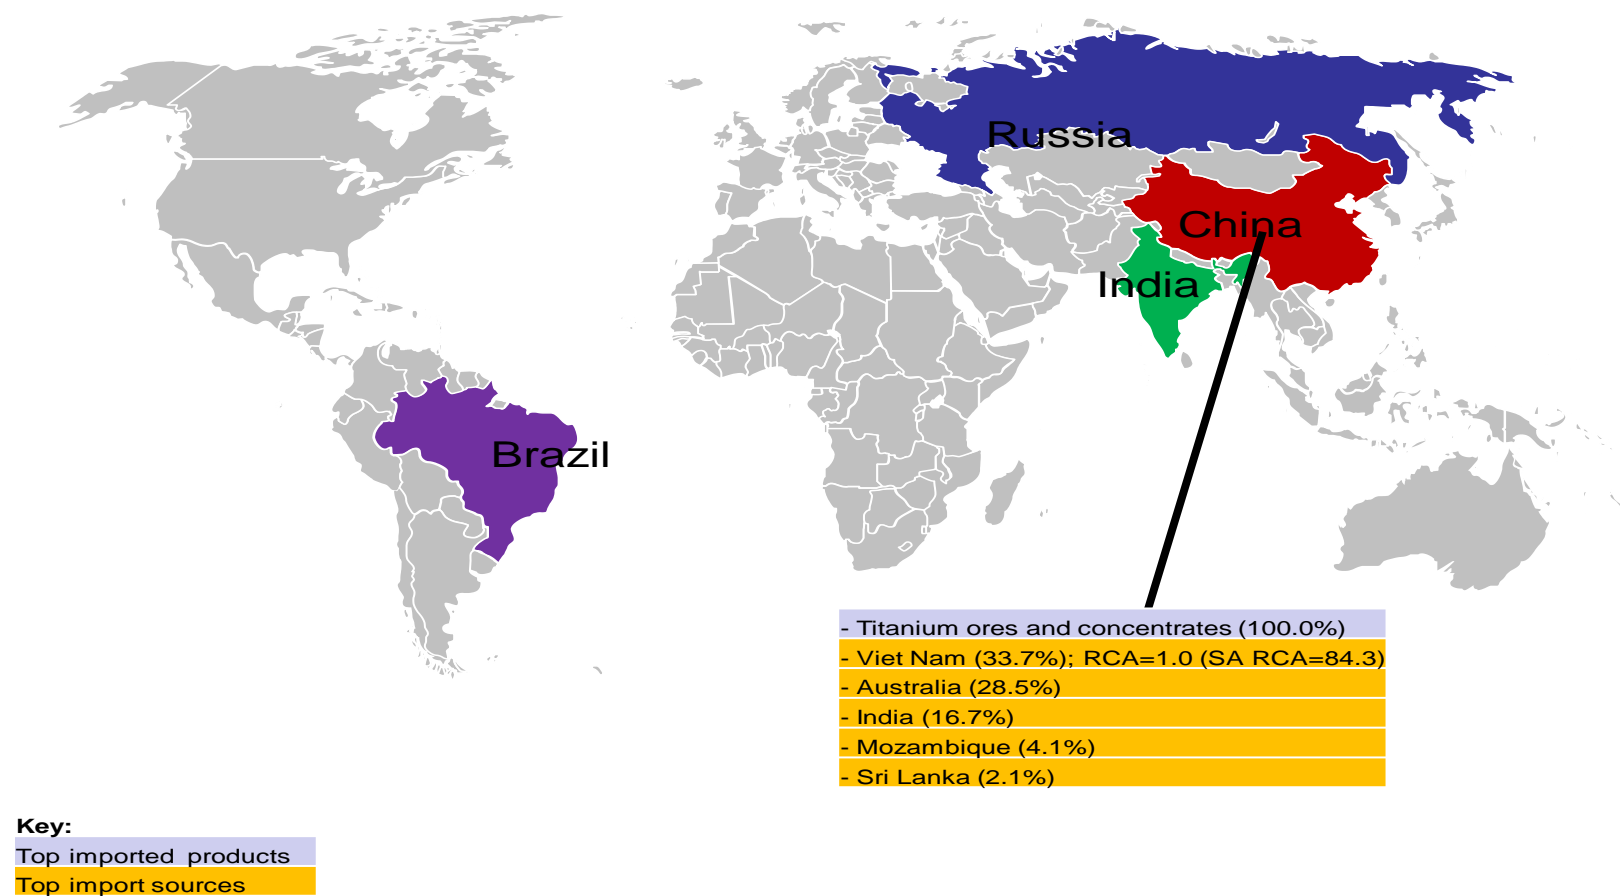 Russia
China
India
Brazil
- Titanium ores and concentrates (100.0%)
- Viet Nam (33.7%); RCA=1.0 (SA RCA=84.3)
- Australia (28.5%)
- India (16.7%)
- Mozambique (4.1%)
- Sri Lanka (2.1%)
Key:
Top imported products
Top import sources